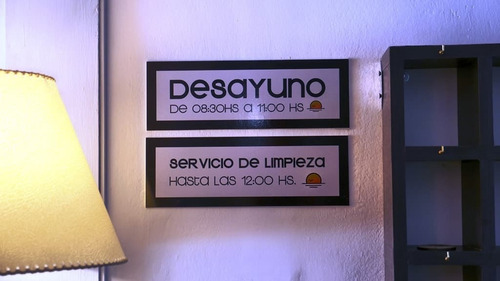 Desayuno
De 08:30HS a 11:00 HS
servicio de limpieza
Hasta las 12:00 HS.